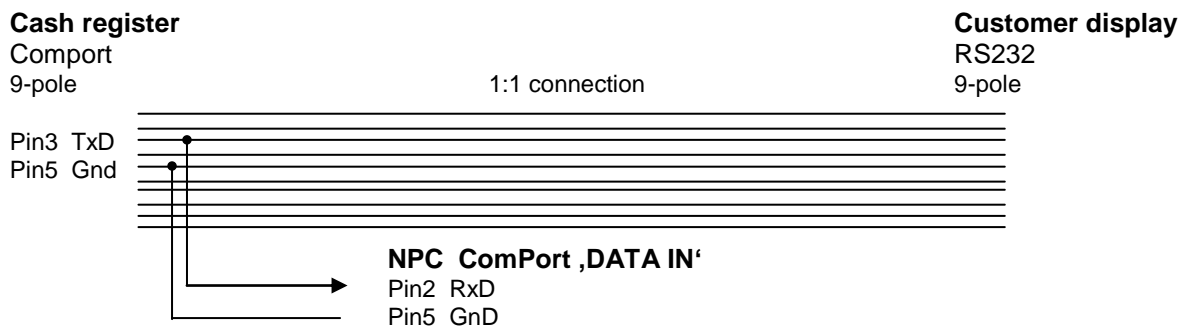 Cash register
Customer display
Comport
RS232
9-pole
1:1 connection
9-pole
Pin3 TxD
Pin5 Gnd
NPC ComPort ‚DATA IN‘
Pin2 RxD
Pin5 GnD